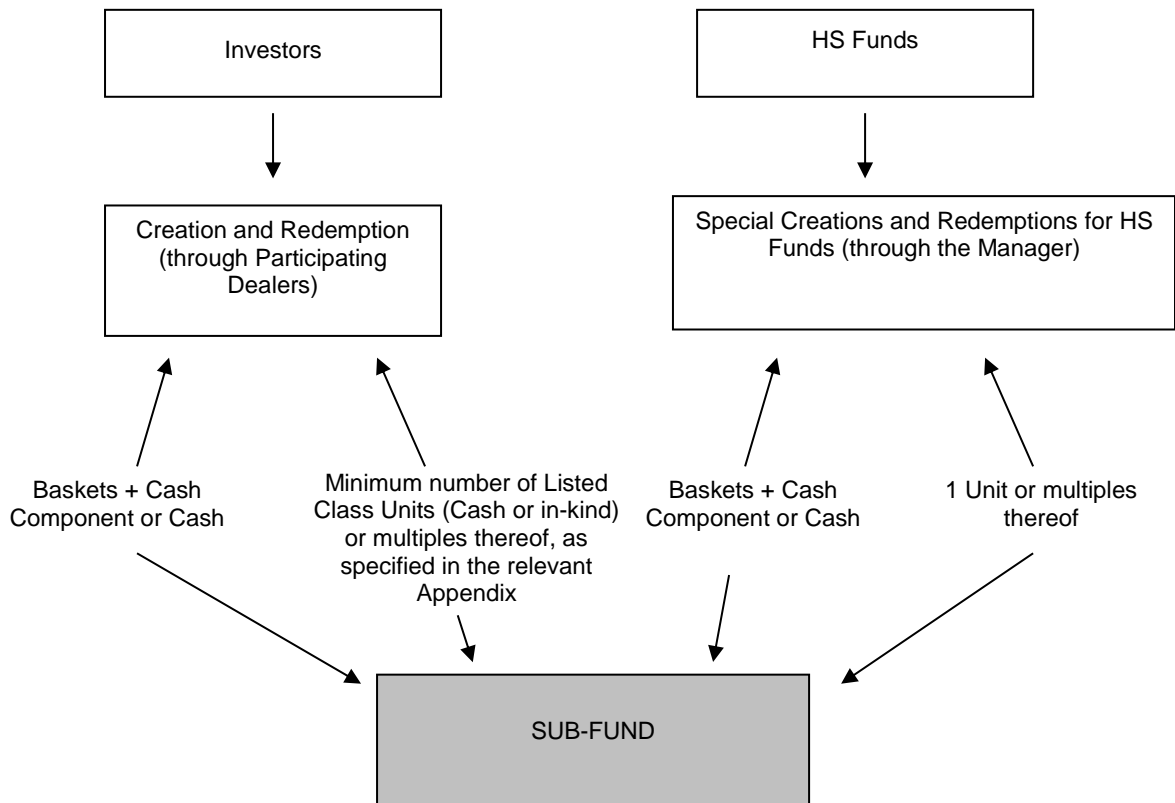 Investors
HS Funds
Creation and Redemption
(through Participating
Dealers)
Special Creations and Redemptions for HS
Funds (through the Manager)
Baskets + Cash
Component or Cash
Minimum number of Listed
Class Units (Cash or in-kind)
or multiples thereof, as
specified in the relevant
Appendix
Baskets + Cash
Component or Cash
1 Unit or multiples
thereof
SUB-FUND